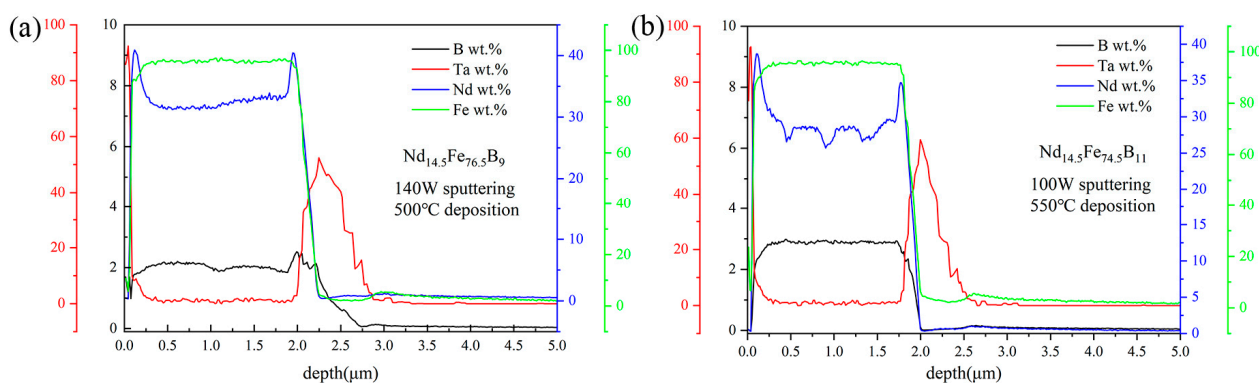 (a)
100
80
60
40
20
0
10
8
6
4
2
0
B wt.%
Ta wt.%
Nd wt.%
Fe wt.%
Nd14.5Fe76.5B9
140W sputtering
500℃ deposition
40
30
20
10
0
-5
100
80
60
40
20
0
0.0 0.5 1.0 1.5 2.0 2.5 3.0 3.5 4.0 4.5 5.0
depth(μm)
(b)
100
80
60
40
20
0
10
8
6
4
2
0
B wt.%
Ta wt.%
Nd wt.%
Fe wt.%
Nd14.5Fe74.5B11
100W sputtering
550℃ deposition
40
35
30
25
20
15
10
5
0
100
80
60
40
20
0
0.0 0.5 1.0 1.5 2.0 2.5 3.0 3.5 4.0 4.5 5.0
depth(μm)